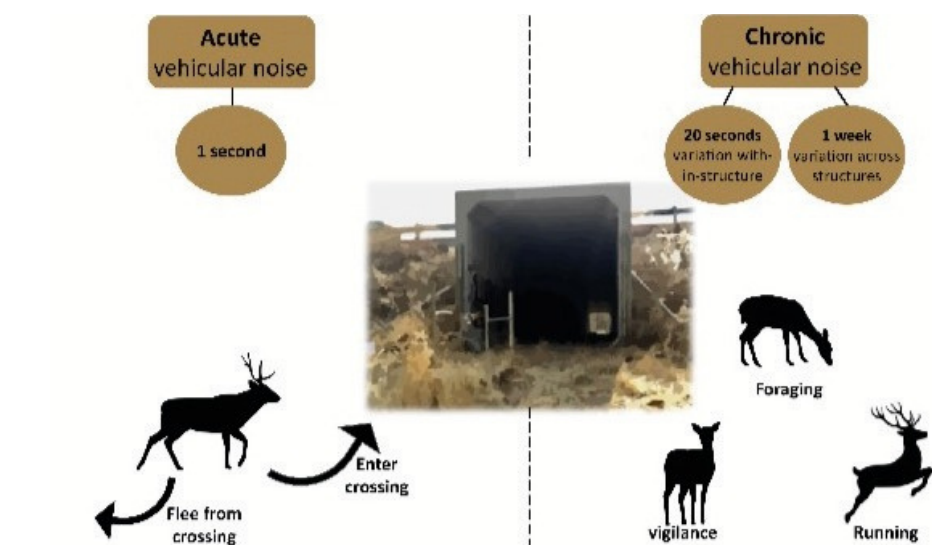 Acute
vehicular noise
1 second
Chronic
vehicular noise
20 seconds
variation with-
in-structure
1 week
variation across
structures
Foraging
Enter
crossing
Flee from
crossing
vigilance
Running